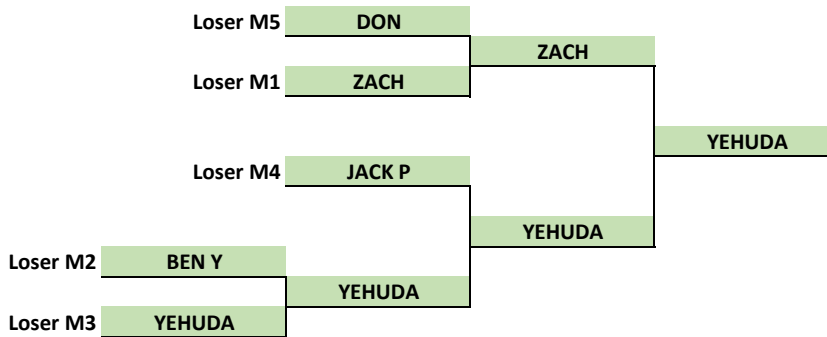 Loser M5 DON
ZACH
Loser M1 ZACH
YEHUDA
Loser M4 JACK P
YEHUDA
Loser M2 BEN Y
YEHUDA
Loser M3 YEHUDA